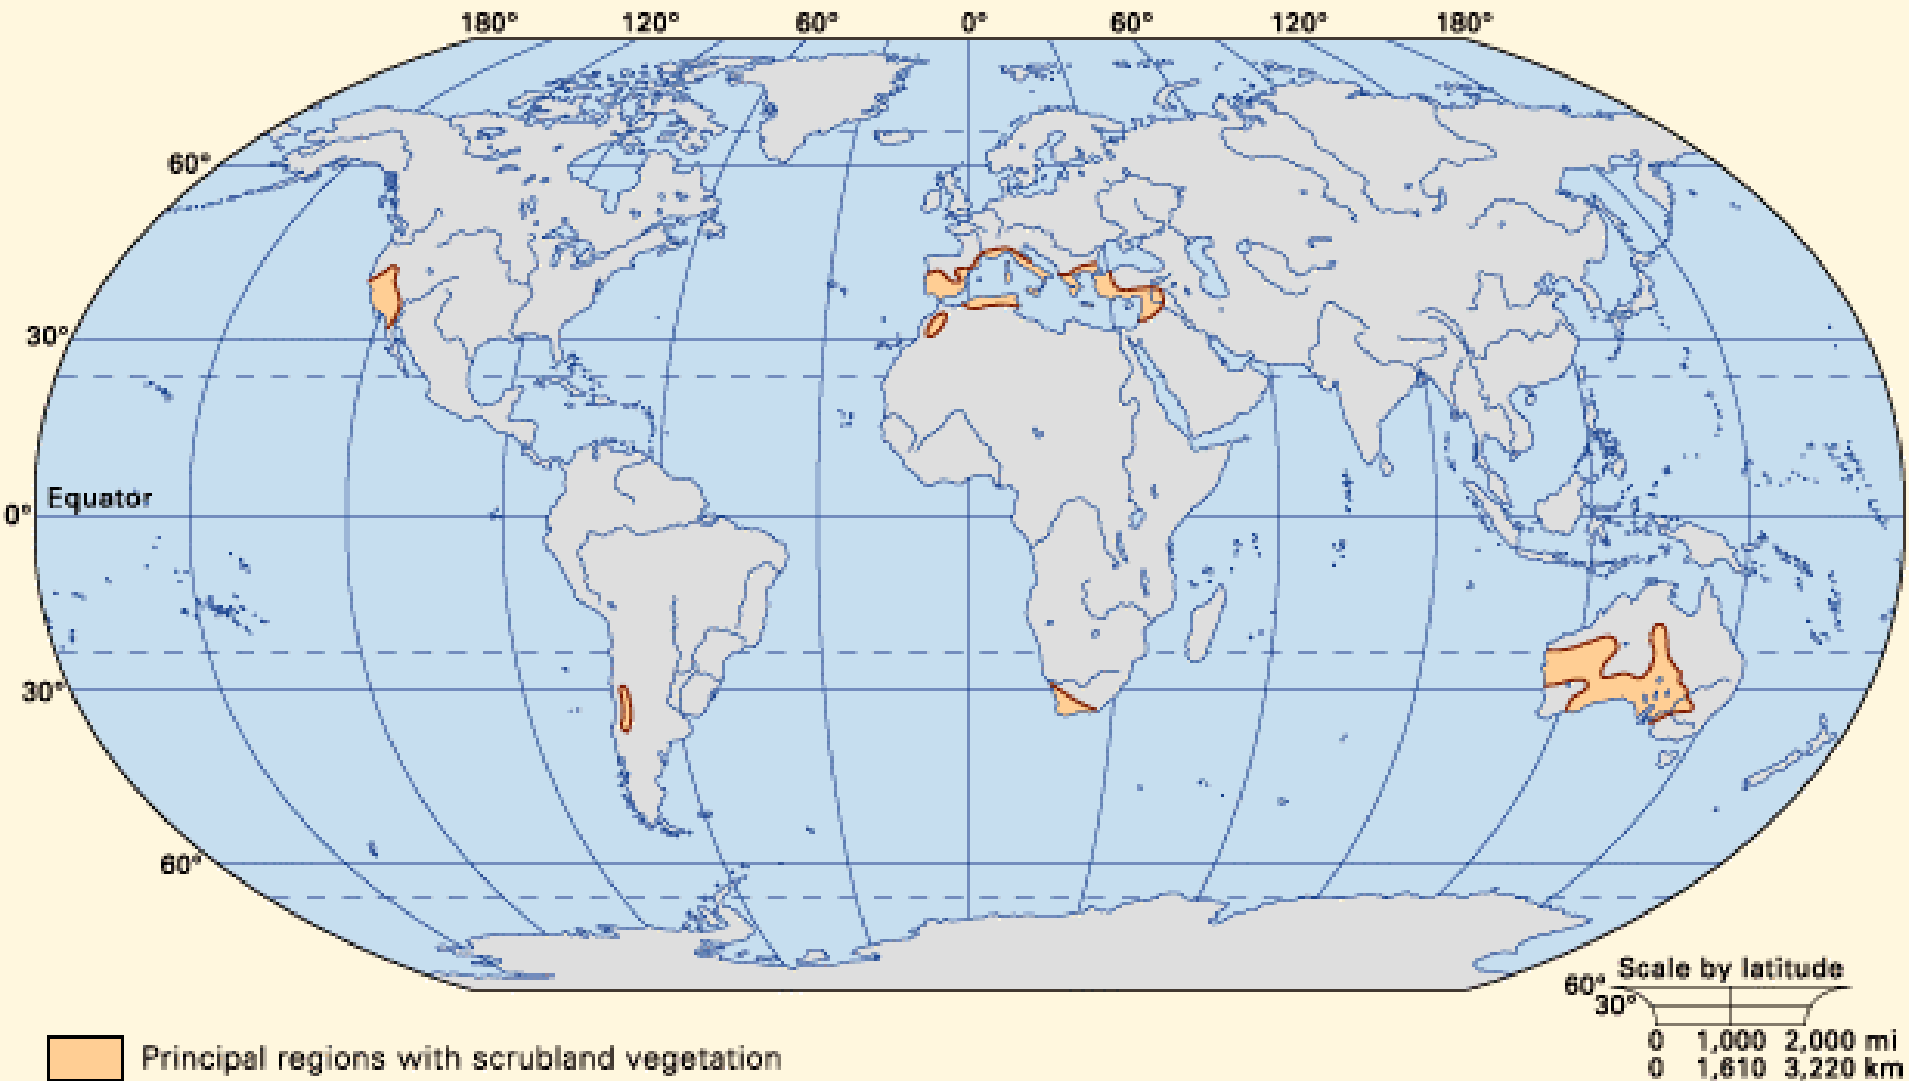 180° 120° 60° 0° 60° 120° 180°
60°
30°
Equator
0°
30°
60°
Scale by latitude
60°
30°
0 1,000 2,000 mi
0 1,610 3,220 km
Principal regions with scrubland vegetation